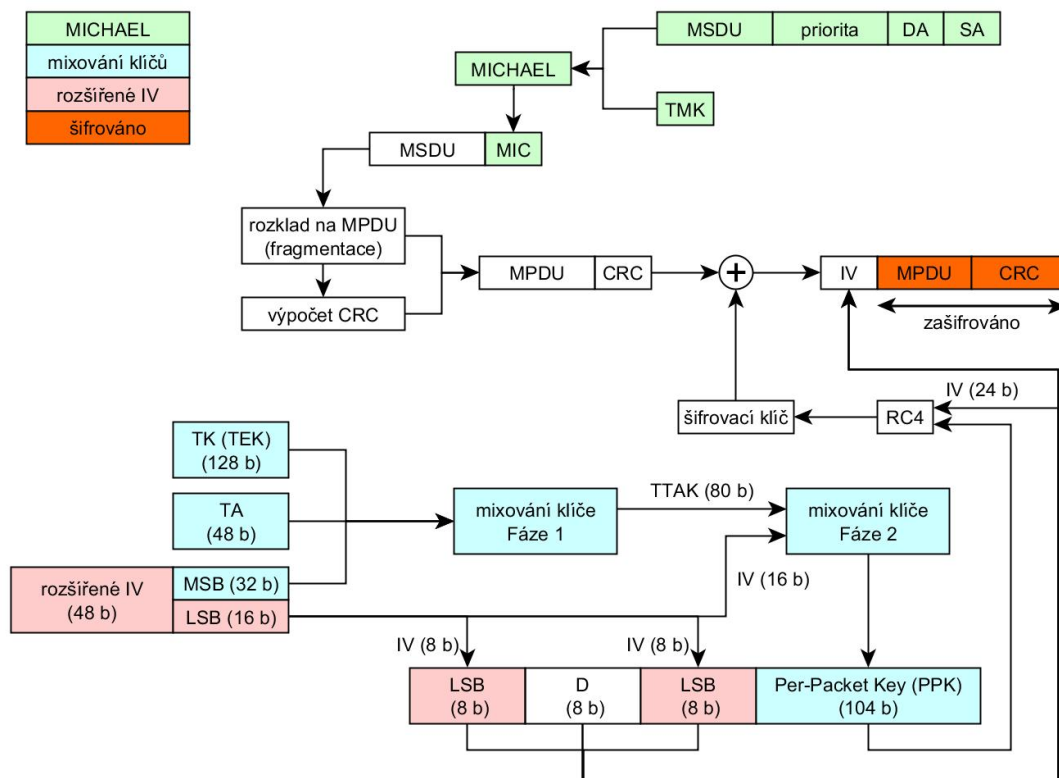 MICHAEL
mixování klíčů
rozšířené IV
šifrováno
MSDU
priorita
DA
SA
MICHAEL
TMK
MSDU
MIC
rozklad na MPDU
(fragmentace)
výpočet CRC
MPDU
CRC
+
IV
MPDU
CRC
zašifrováno
IV (24 b)
šifrovací klíč
RC4
TK (TEK)
(128 b)
TA
(48 b)
rozšířené IV
(48 b)
MSB (32 b)
LSB (16 b)
mixování klíče
Fáze 1
TTAK (80 b)
mixování klíče
Fáze 2
IV (16 b)
IV (8 b)
IV (8 b)
LSB
(8 b)
D
(8 b)
LSB
(8 b)
Per-Packet Key (PPK)
(104 b)